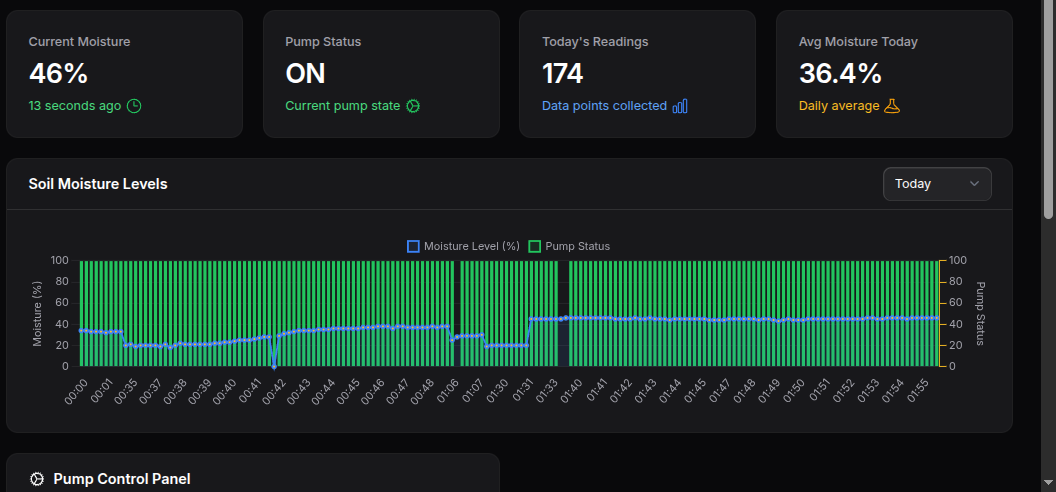 Current Moisture
46%
13 seconds ago
Pump Status
ON
Current pump state
Today's Readings
174
Data points collected
Avg Moisture Today
36.4%
Daily average
Soil Moisture Levels
Today
Moisture Level (%) Pump Status
Moisture (%)
100
80
60
40
20
0
100
80
60
40
20
0
Pump Status
00:00 00:01 00:35 00:37 00:38 00:39 00:40 00:41 00:42 00:43 00:44 00:45 00:46 00:47 00:48 01:06 01:07 01:30 01:31 01:33 01:40 01:41 01:42 01:43 01:44 01:45 01:47 01:48 01:49 01:50 01:51 01:52 01:53 01:54 01:55
Pump Control Panel